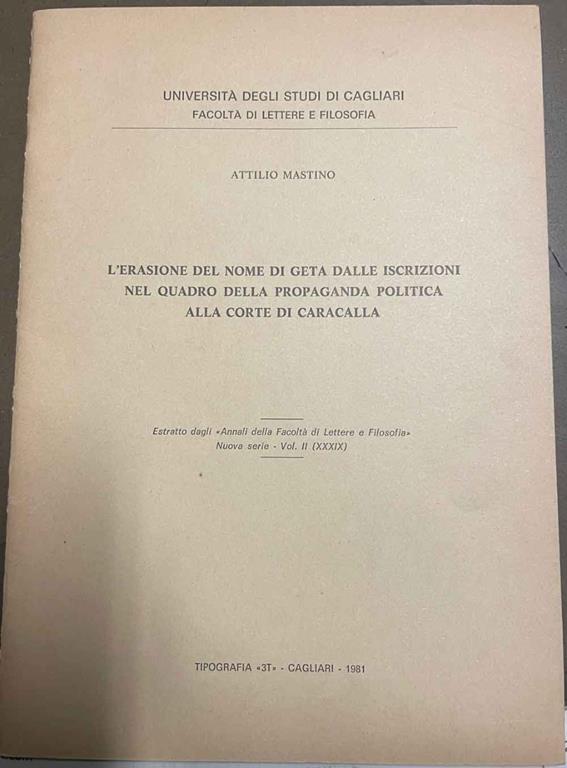 UNIVERSITÀ DEGLI STUDI DI CAGLIARI
FACOLTÀ DI LETTERE E FILOSOFIA
ATTILIO MASTINO
L'ERASIONE DEL NOME DI GETA DALLE ISCRIZIONI
NEL QUADRO DELLA PROPAGANDA POLITICA
ALLA CORTE DI CARACALLA
Estratto dagli «Annali della Facoltà di Lettere e Filosofia»
Nuova serie - Vol. II (XXXIX)
TIPOGRAFIA «3T» - CAGLIARI - 1981